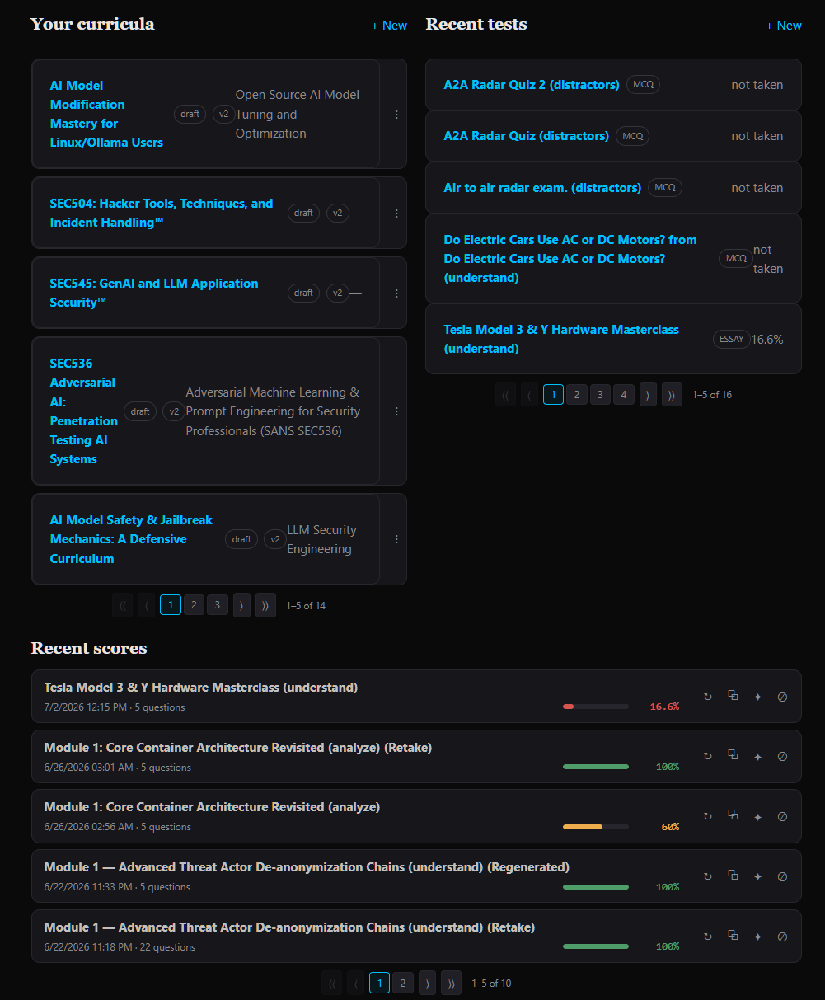 Your curricula
+ New
AI Model
Modification
Mastery for
Linux/Ollama Users
draft
v2
Open Source AI Model
Tuning and
Optimization
SEC504: Hacker Tools, Techniques, and
Incident Handling™
draft
v2
—
SEC545: GenAI and LLM Application
Security™
draft
v2
—
SEC536
Adversarial
AI:
Penetration
Testing AI
Systems
draft
v2
Adversarial Machine Learning &
Prompt Engineering for Security
Professionals (SANS SEC536)
AI Model Safety & Jailbreak
Mechanics: A Defensive
Curriculum
draft
v2
LLM Security
Engineering
⟨⟨ ⟨ 1 2 3 ⟩ ⟩⟩ 1–5 of 14
Recent tests
+ New
A2A Radar Quiz 2 (distractors) MCQ not taken
A2A Radar Quiz (distractors) MCQ not taken
Air to air radar exam. (distractors) MCQ not taken
Do Electric Cars Use AC or DC Motors? from
Do Electric Cars Use AC or DC Motors?
(understand)
MCQ
not
taken
Tesla Model 3 & Y Hardware Masterclass
(understand)
ESSAY 16.6%
⟨⟨ ⟨ 1 2 3 4 ⟩ ⟩⟩ 1–5 of 16
Recent scores
Tesla Model 3 & Y Hardware Masterclass (understand)
7/2/2026 12:15 PM · 5 questions
16.6%
Module 1: Core Container Architecture Revisited (analyze) (Retake)
6/26/2026 03:01 AM · 5 questions
100%
Module 1: Core Container Architecture Revisited (analyze)
6/26/2026 02:56 AM · 5 questions
60%
Module 1 — Advanced Threat Actor De-anonymization Chains (understand) (Regenerated)
6/22/2026 11:33 PM · 5 questions
100%
Module 1 — Advanced Threat Actor De-anonymization Chains (understand) (Retake)
6/22/2026 11:18 PM · 22 questions
100%
⟨⟨ ⟨ 1 2 ⟩ ⟩⟩ 1–5 of 10